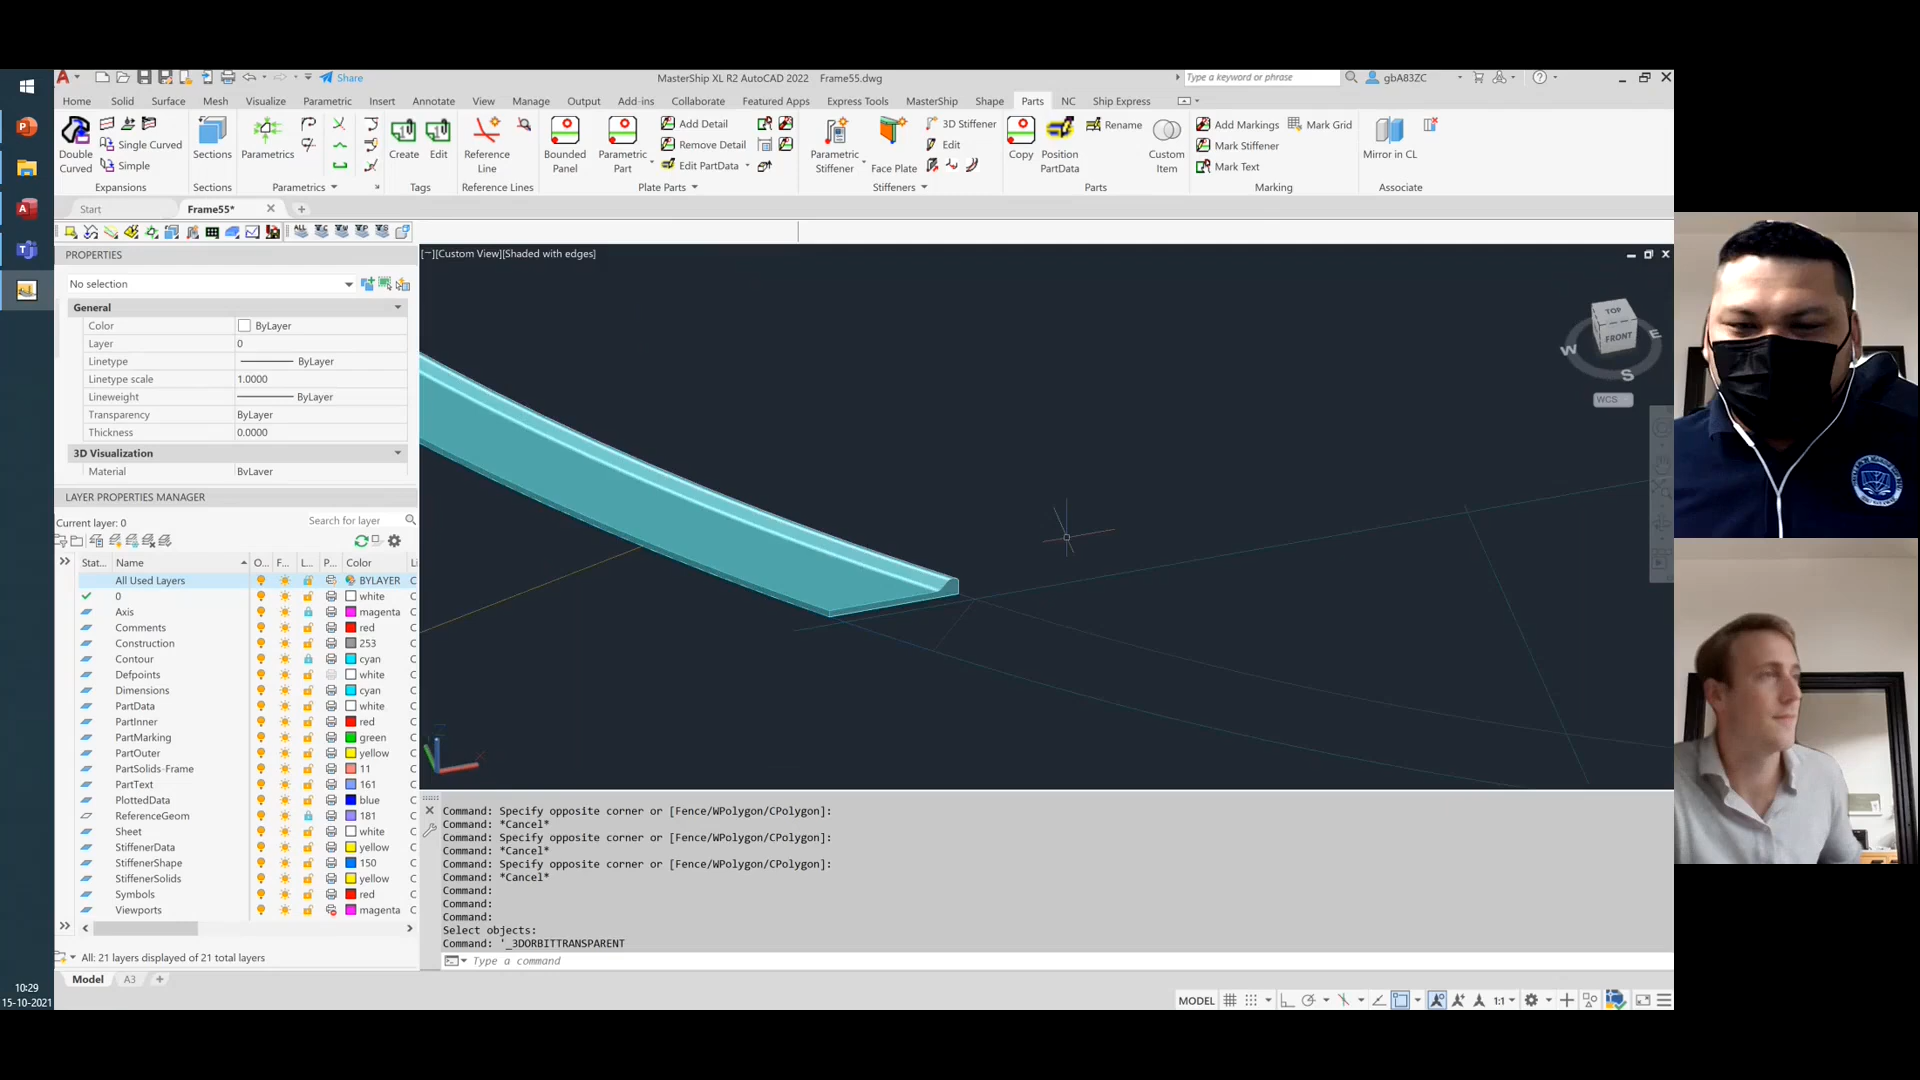 MasterShip XL R2 AutoCAD 2022 Frame55.dwg
Share
Type a keyword or phrase
gbA83ZC
Home Solid Surface Mesh Visualize Parametric Insert Annotate View Manage Output Add-ins Collaborate Featured Apps Express Tools MasterShip Shape Parts NC Ship Express
Double Curved
Single Curved
Simple
Expansions
Sections
Sections
Parametrics
Parametrics
Create
Edit
Tags
Reference Line
Reference Lines
Bounded Panel
Parametric Part
Add Detail
Remove Detail
Edit PartData
Plate Parts
Parametric Stiffener
Face Plate
3D Stiffener
Edit
Stiffeners
Copy
Position PartData
Rename
Custom Item
Parts
Add Markings
Mark Grid
Mark Stiffener
Mark Text
Marking
Mirror in CL
Associate
Start
Frame55*
PROPERTIES
No selection
General
Color ByLayer
Layer 0
Linetype ByLayer
Linetype scale 1.0000
Lineweight ByLayer
Transparency ByLayer
Thickness 0.0000
3D Visualization
Material ByLayer
LAYER PROPERTIES MANAGER
Current layer: 0
Search for layer
Stat... Name O... F... L... P... Color Li
All Used Layers BYLAYER
0 white C
Axis magenta C
Comments red C
Construction 253 C
Contour cyan C
Defpoints white C
Dimensions cyan C
PartData white C
PartInner red C
PartMarking green C
PartOuter yellow C
PartSolids-Frame 11 C
PartText 161 C
PlottedData blue C
ReferenceGeom 181 C
Sheet white C
StiffenerData yellow C
StiffenerShape 150 C
StiffenerSolids yellow C
Symbols red C
Viewports magenta C
All: 21 layers displayed of 21 total layers
Model A3
[−][Custom View][Shaded with edges]
TOP
FRONT
W
E
S
WCS
Command: Specify opposite corner or [Fence/WPolygon/CPolygon]:
Command: *Cancel*
Command: Specify opposite corner or [Fence/WPolygon/CPolygon]:
Command: *Cancel*
Command: Specify opposite corner or [Fence/WPolygon/CPolygon]:
Command: *Cancel*
Command:
Command:
Command:
Select objects:
Command: '_3DORBITTRANSPARENT
Type a command
MODEL
1:1
10:29
15-10-2021